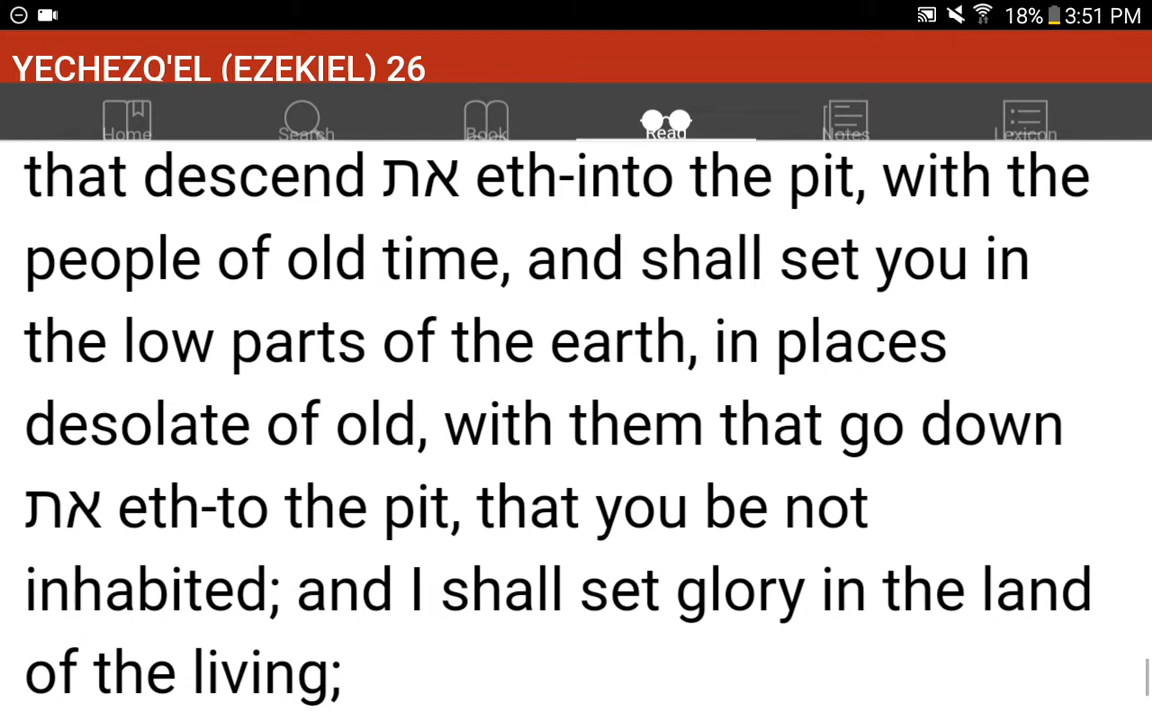 18% 3:51 PM
YECHEZQ'EL (EZEKIEL) 26
Home Search Book Read Notes Lexicon
that descend את eth-into the pit, with the
people of old time, and shall set you in
the low parts of the earth, in places
desolate of old, with them that go down
את eth-to the pit, that you be not
inhabited; and I shall set glory in the land
of the living;